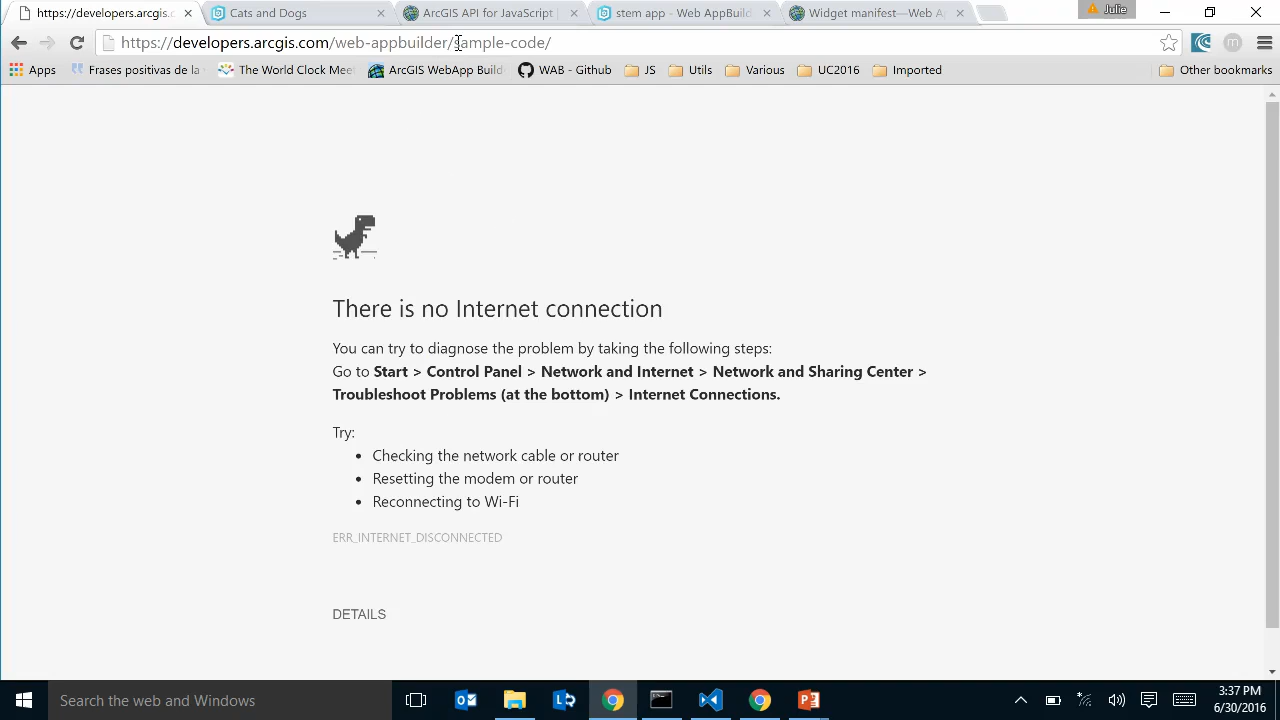 https://developers.arcgis.c
Cats and Dogs
ArcGIS API for JavaScript
stem app - Web AppBuild
Widget manifest—Web A
Julie
https://developers.arcgis.com/web-appbuilder/sample-code/
Apps
Frases positivas de la
The World Clock Mee
ArcGIS WebApp Build
WAB - Github
JS
Util
Various
UC2016
Imported
Other bookmarks
There is no Internet connection
You can try to diagnose the problem by taking the following steps:
Go to Start > Control Panel > Network and Internet > Network and Sharing Center >
Troubleshoot Problems (at the bottom) > Internet Connections.
Try:
• Checking the network cable or router
• Resetting the modem or router
• Reconnecting to Wi-Fi
ERR_INTERNET_DISCONNECTED
DETAILS
Search the web and Windows
3:37 PM
6/30/2016